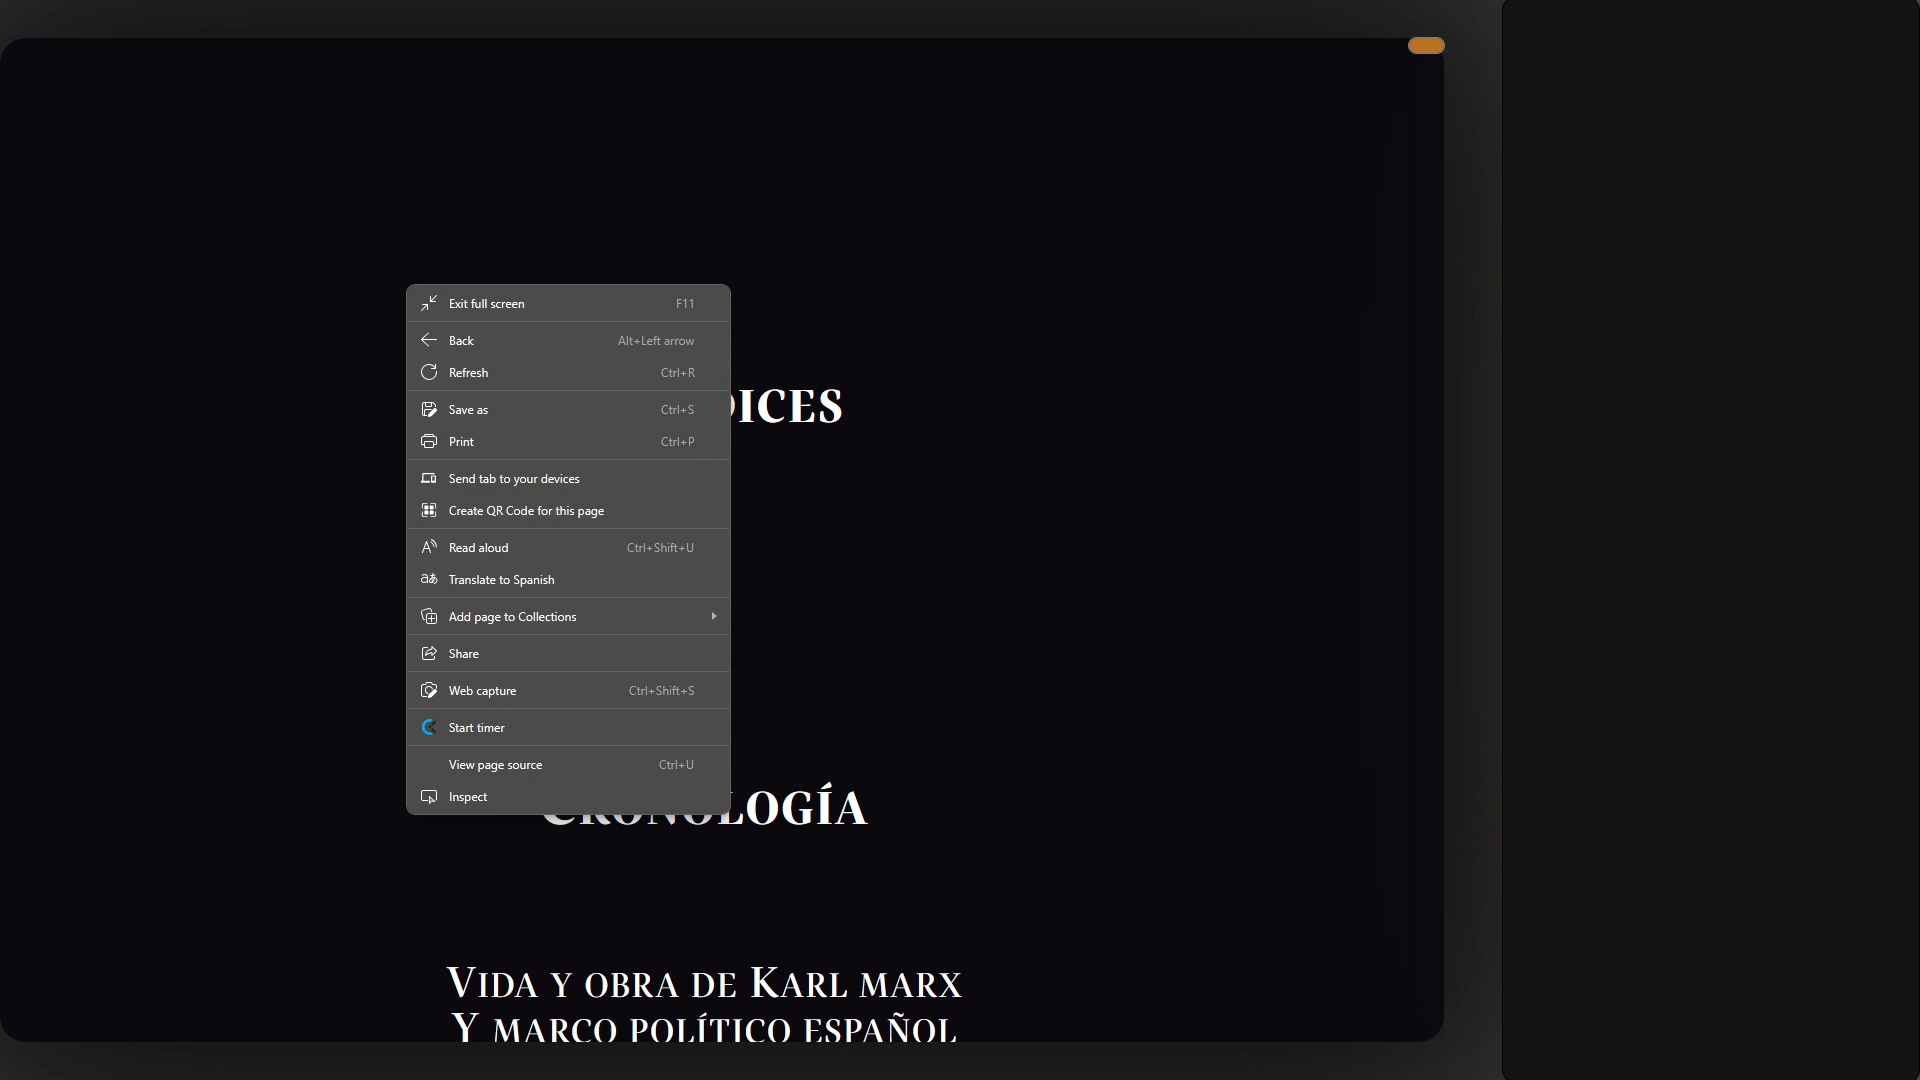 Exit full screen F11
Back Alt+Left arrow
Refresh Ctrl+R
Save as Ctrl+S
Print Ctrl+P
Send tab to your devices
Create QR Code for this page
Read aloud Ctrl+Shift+U
Translate to Spanish
Add page to Collections
Share
Web capture Ctrl+Shift+S
Start timer
View page source Ctrl+U
Inspect
DICES
CRONOLOGÍA
VIDA Y OBRA DE KARL MARX
Y MARCO POLÍTICO ESPAÑOL